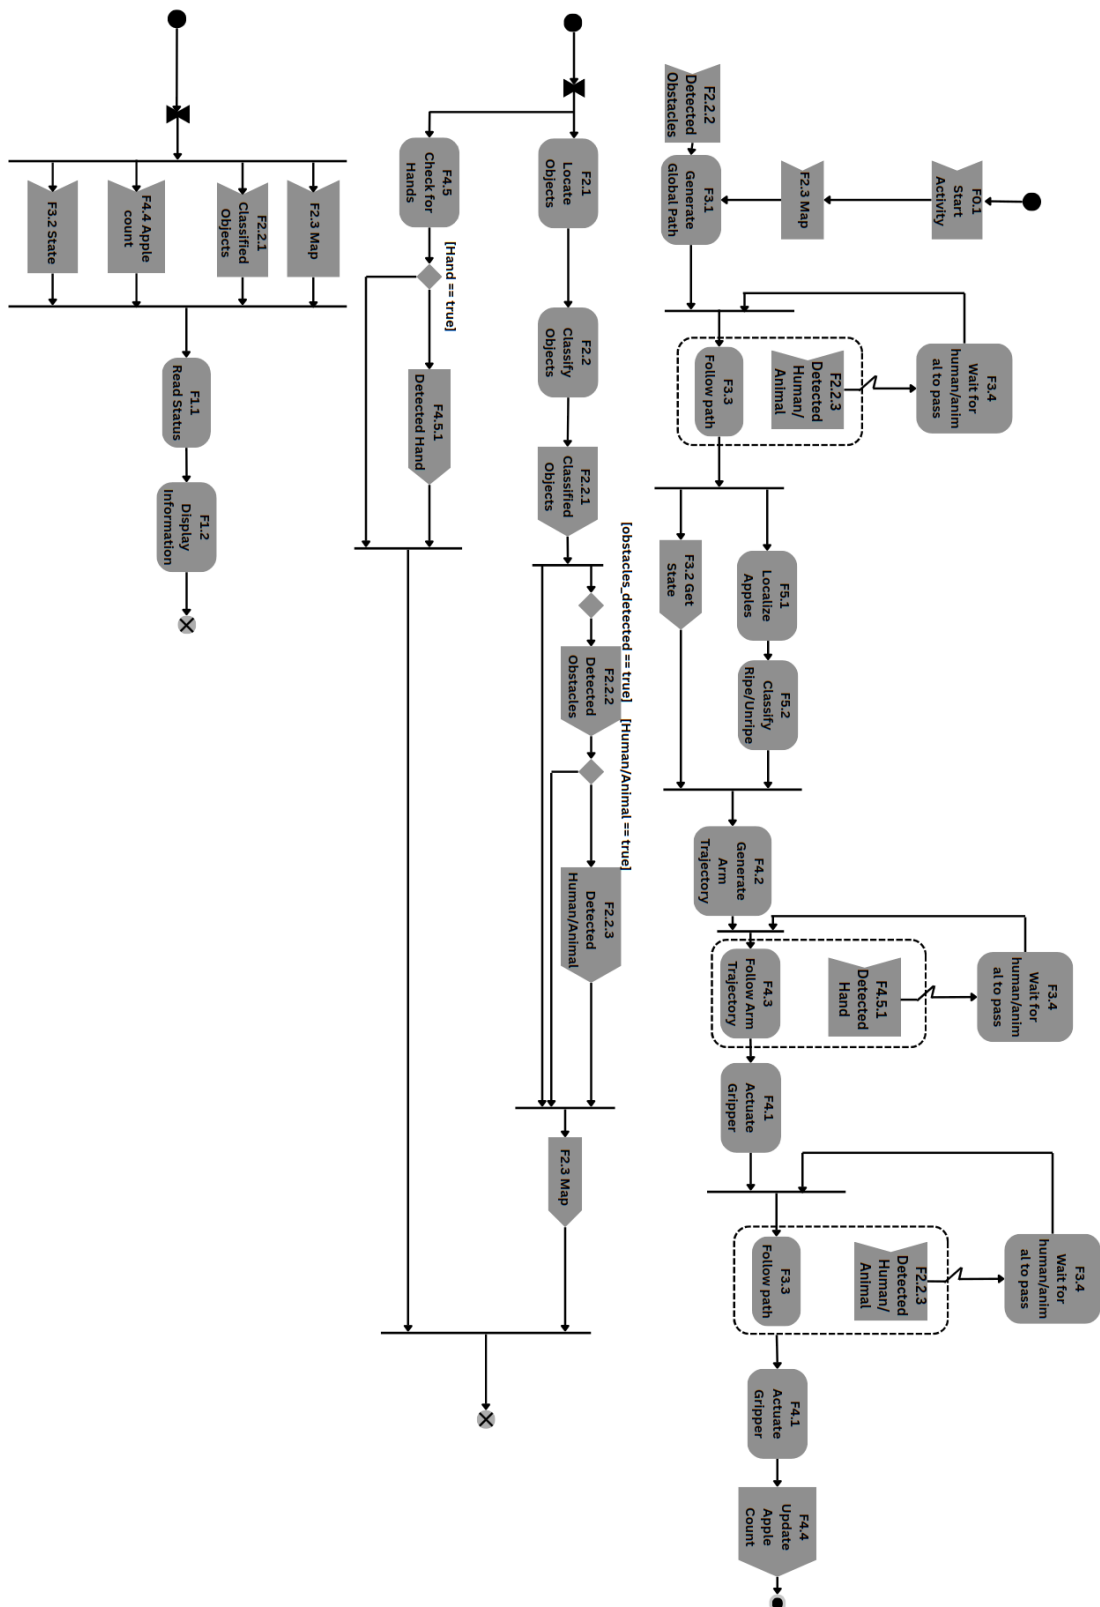 F0.1
Start
Activity
F2.3 Map
F2.2.2
Detected
Obstacles
F3.1
Generate
Global Path
F3.4
Wait for
human/anim
al to pass
F2.2.3
Detected
Human/
Animal
F3.3
Follow path
F5.1
Localize
Apples
F5.2
Classify
Ripe/Unripe
F3.2 Get
State
F4.2
Generate
Arm
Trajectory
F3.4
Wait for
human/anim
al to pass
F4.5.1
Detected
Hand
F4.3
Follow Arm
Trajectory
F4.1
Actuate
Gripper
F3.4
Wait for
human/anim
al to pass
F2.2.3
Detected
Human/
Animal
F3.3
Follow path
F4.1
Actuate
Gripper
F4.4
Update
Apple
Count
[obstacles_detected == true]
[Human/Animal == true]
F2.1
Locate
Objects
F2.2
Classify
Objects
F2.2.1
Classified
Objects
F2.2.2
Detected
Obstacles
F2.2.3
Detected
Human/Animal
F2.3 Map
[Hand == true]
F4.5
Check for
Hands
F4.5.1
Detected Hand
F2.3 Map
F2.2.1
Classified
Objects
F4.4 Apple
count
F3.2 State
F1.1
Read Status
F1.2
Display
Information